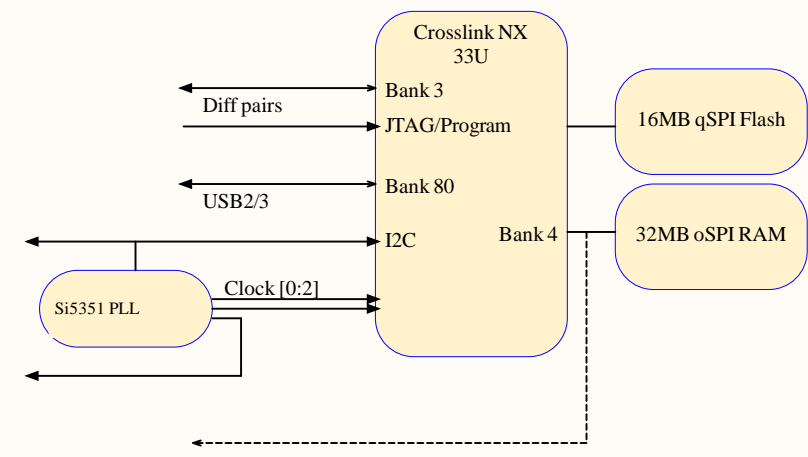 Crosslink NX
33U
Bank 3
Diff pairs
JTAG/Program
16MB qSPI Flash
Bank 80
USB2/3
I2C
Bank 4
32MB oSPI RAM
Clock [0:2]
Si5351 PLL